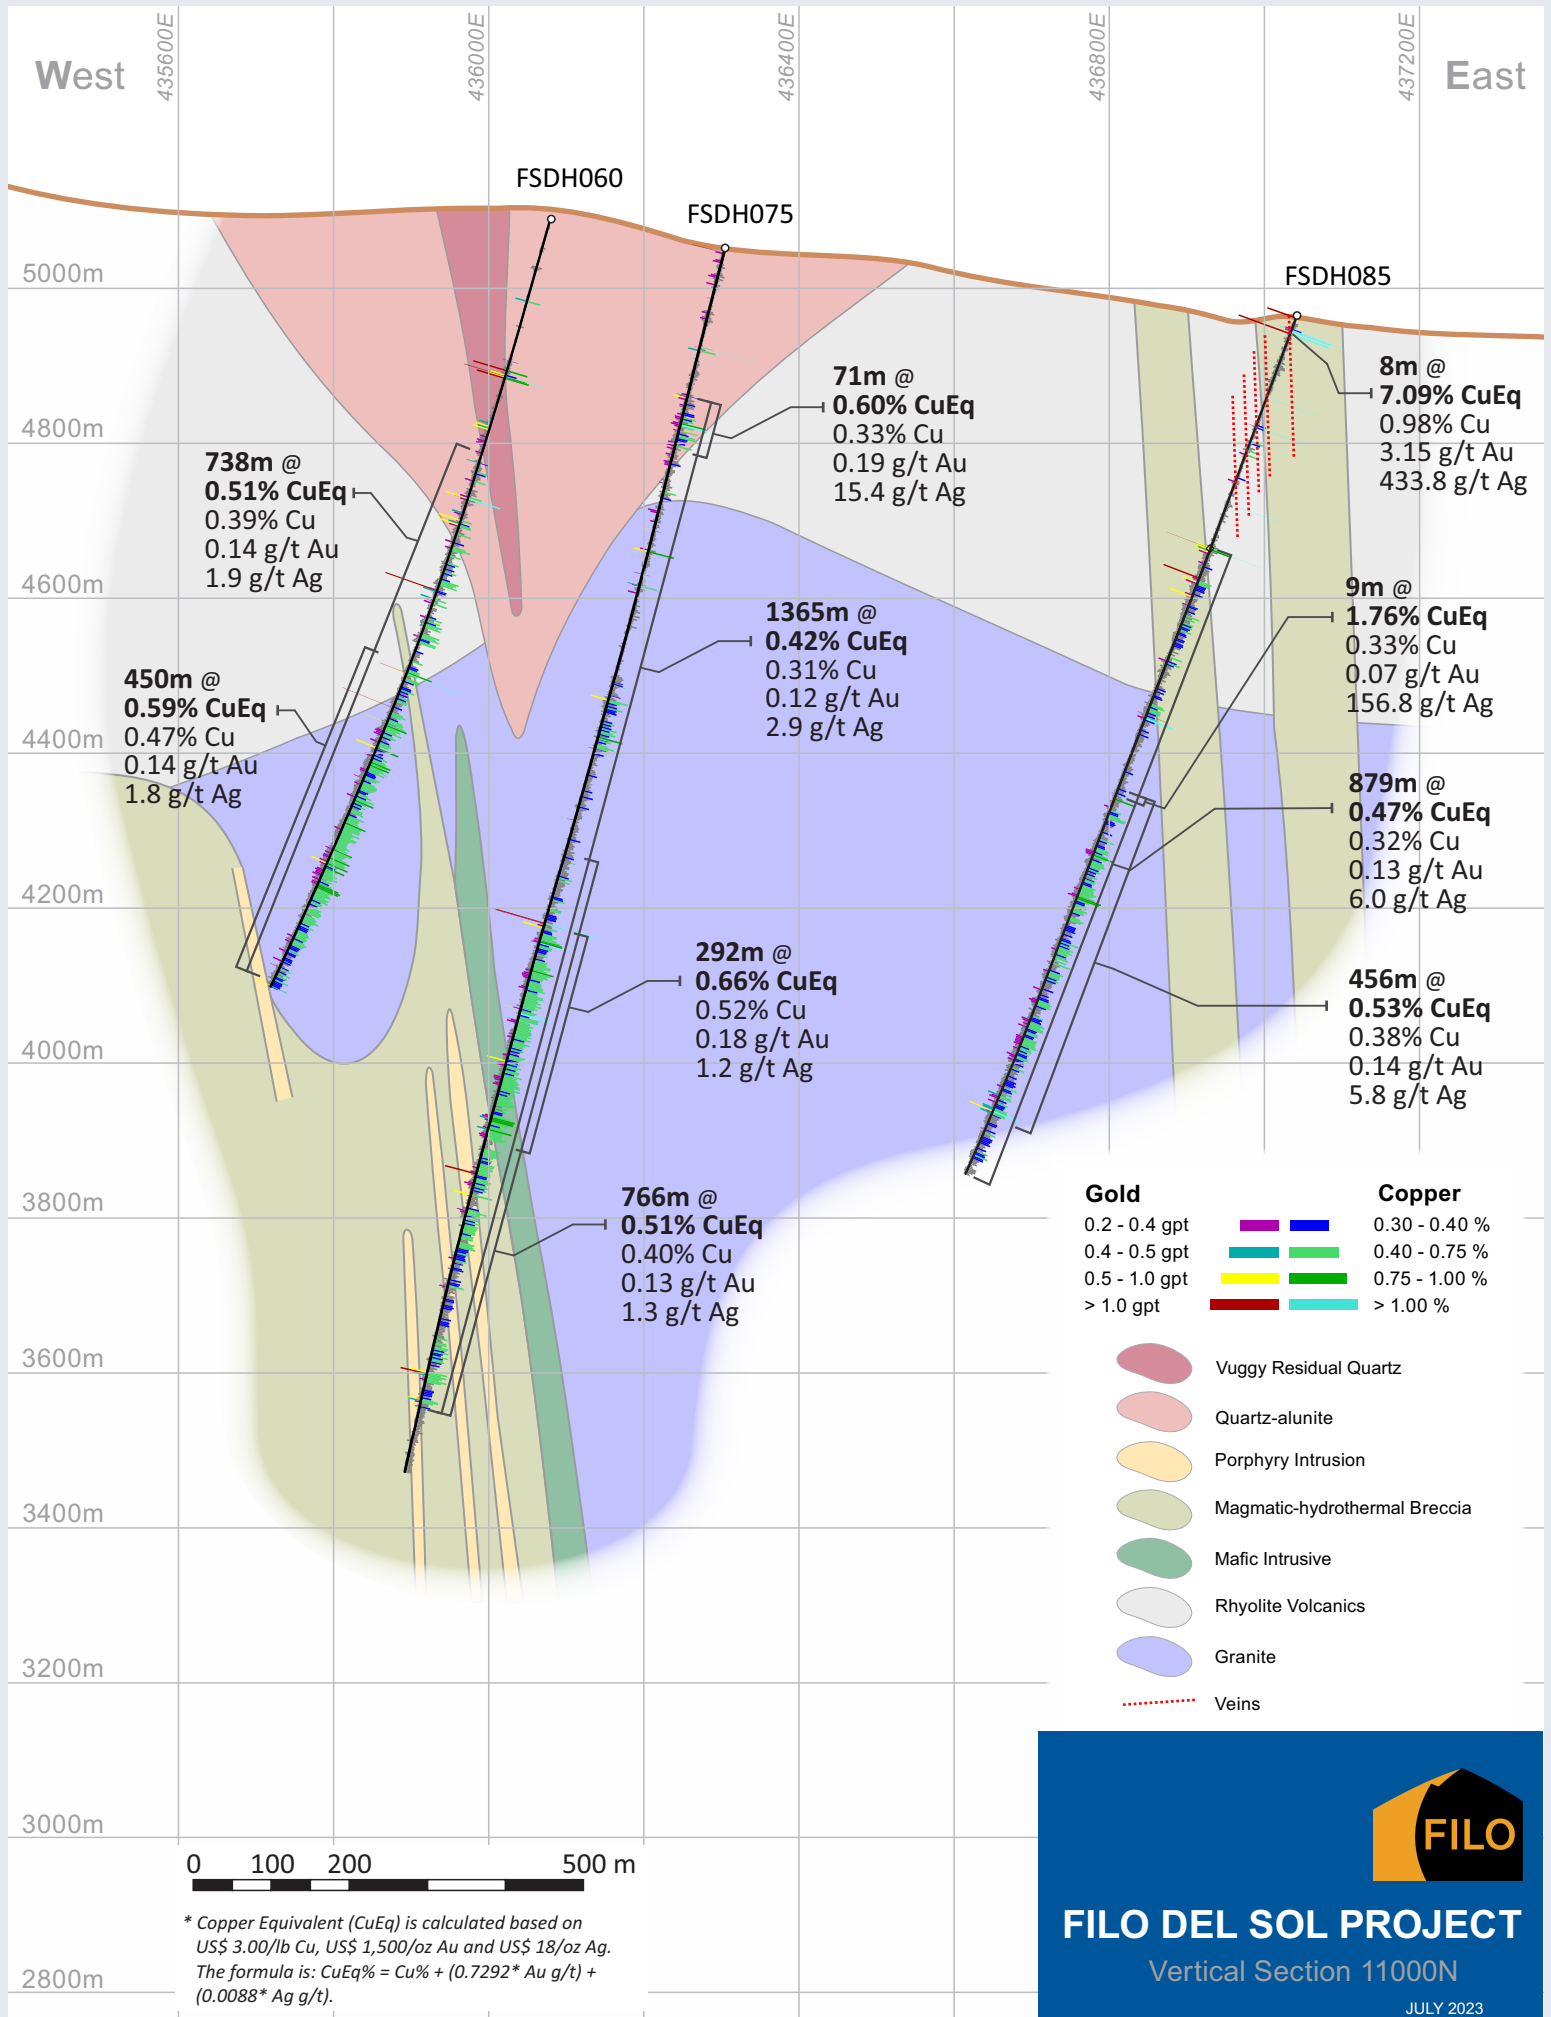 435600E
436000E
436400E
436800E
437200E
West
East
FSDH060
FSDH075
FSDH085
5000m
4800m
4600m
4400m
4200m
4000m
3800m
3600m
3400m
3200m
3000m
2800m
738m @
0.51% CuEq
0.39% Cu
0.14 g/t Au
1.9 g/t Ag
450m @
0.59% CuEq
0.47% Cu
0.14 g/t Au
1.8 g/t Ag
71m @
0.60% CuEq
0.33% Cu
0.19 g/t Au
15.4 g/t Ag
1365m @
0.42% CuEq
0.31% Cu
0.12 g/t Au
2.9 g/t Ag
292m @
0.66% CuEq
0.52% Cu
0.18 g/t Au
1.2 g/t Ag
766m @
0.51% CuEq
0.40% Cu
0.13 g/t Au
1.3 g/t Ag
8m @
7.09% CuEq
0.98% Cu
3.15 g/t Au
433.8 g/t Ag
9m @
1.76% CuEq
0.33% Cu
0.07 g/t Au
156.8 g/t Ag
879m @
0.47% CuEq
0.32% Cu
0.13 g/t Au
6.0 g/t Ag
456m @
0.53% CuEq
0.38% Cu
0.14 g/t Au
5.8 g/t Ag
Gold Copper
0.2 - 0.4 gpt 0.30 - 0.40 %
0.4 - 0.5 gpt 0.40 - 0.75 %
0.5 - 1.0 gpt 0.75 - 1.00 %
> 1.0 gpt > 1.00 %
Vuggy Residual Quartz
Quartz-alunite
Porphyry Intrusion
Magmatic-hydrothermal Breccia
Mafic Intrusive
Rhyolite Volcanics
Granite
Veins
0 100 200 500 m
* Copper Equivalent (CuEq) is calculated based on
US$ 3.00/lb Cu, US$ 1,500/oz Au and US$ 18/oz Ag.
The formula is: CuEq% = Cu% + (0.7292* Au g/t) +
(0.0088* Ag g/t).
FILO
FILO DEL SOL PROJECT
Vertical Section 11000N
JULY 2023